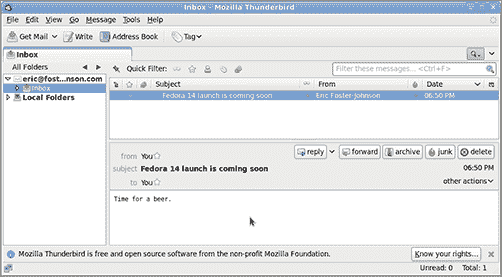 Inbox - Mozilla Thunderbird
File Edit View Go Message Tools Help
Get Mail Write Address Book Tag
Inbox
All Folders Quick Filter: Filter these messages... <Ctrl+F>
eric@fost...nson.com
Inbox
Local Folders
Subject From Date
Fedora 14 launch is coming soon Eric Foster-Johnson 06:50 PM
from You reply forward archive junk delete
subject Fedora 14 launch is coming soon 06:50 PM
to You other actions
Time for a beer.
Mozilla Thunderbird is free and open source software from the non-profit Mozilla Foundation. Know your rights...
Unread: 0 Total: 1